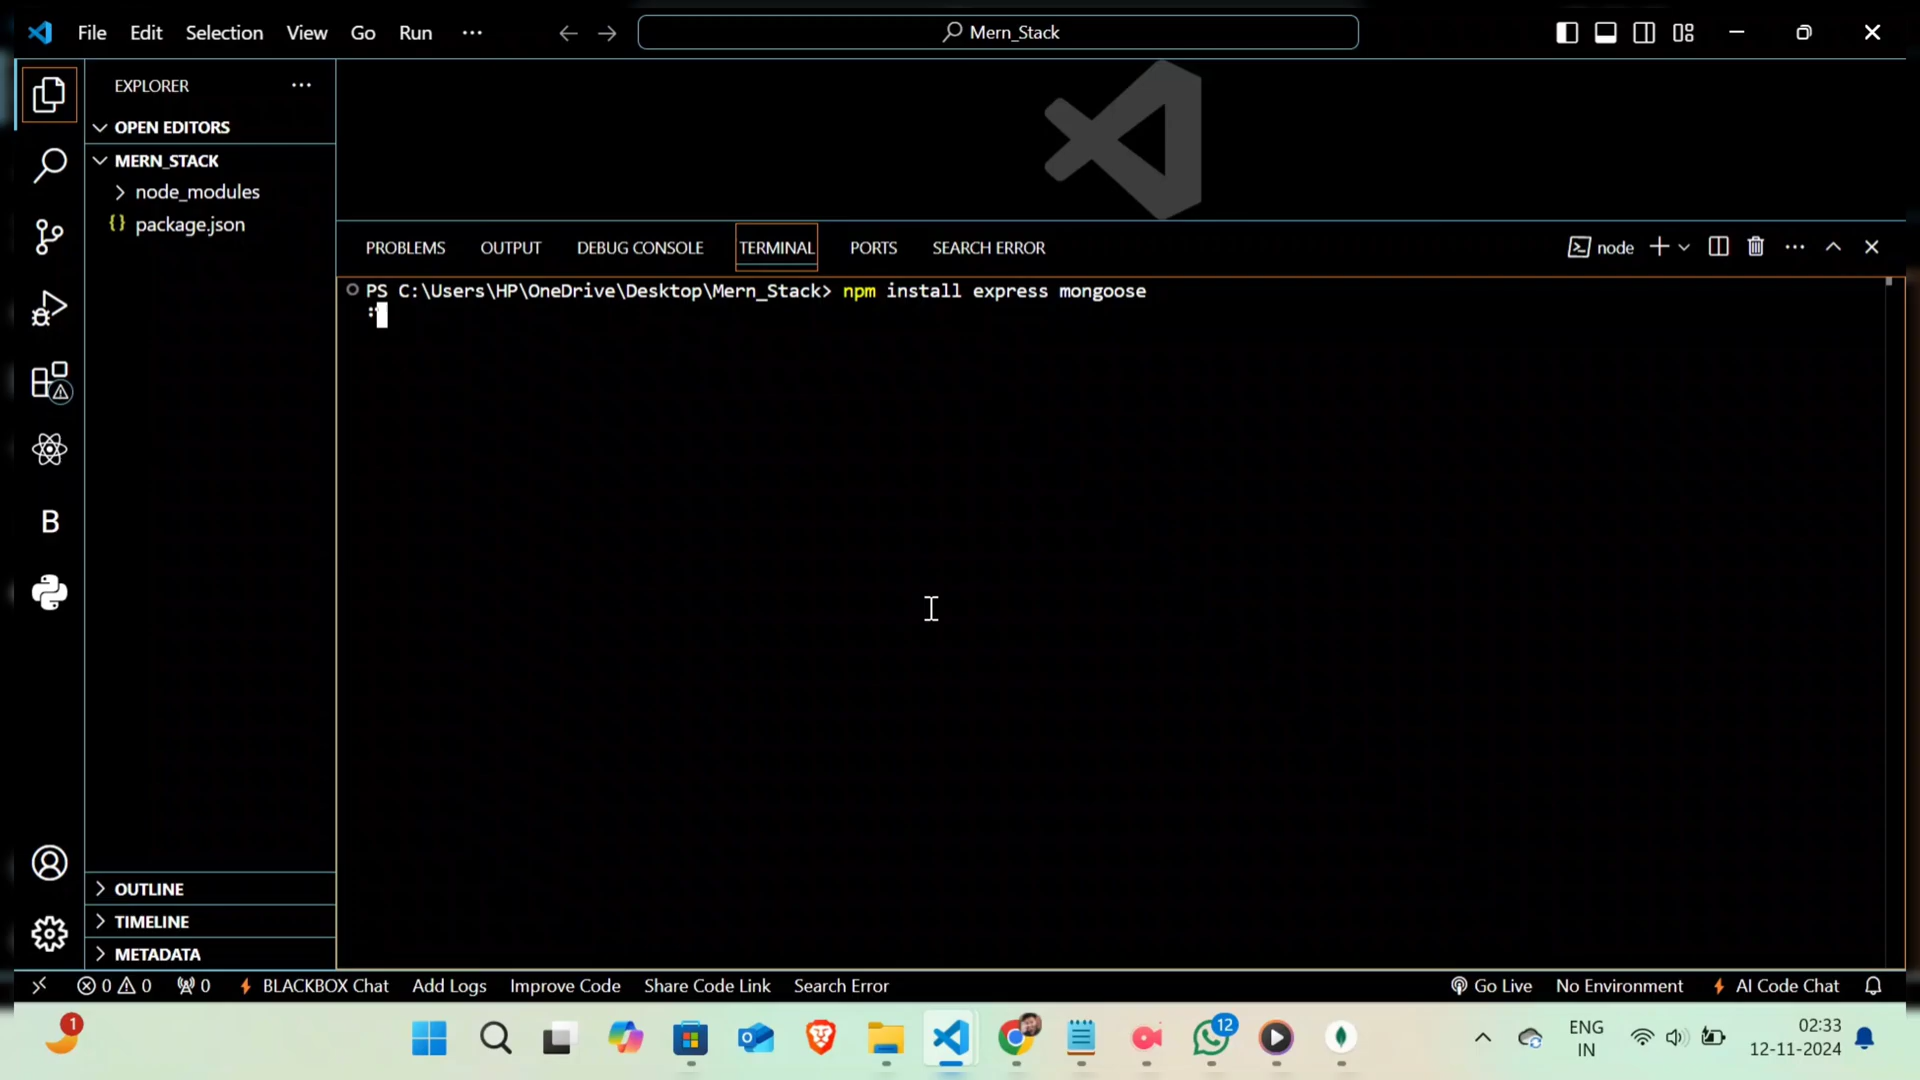 File Edit Selection View Go Run ···
Mern_Stack
EXPLORER
OPEN EDITORS
MERN_STACK
node_modules
{} package.json
OUTLINE
TIMELINE
METADATA
PROBLEMS OUTPUT DEBUG CONSOLE TERMINAL PORTS SEARCH ERROR
node
PS C:\Users\HP\OneDrive\Desktop\Mern_Stack> npm install express mongoose
B
0 0 0 BLACKBOX Chat Add Logs Improve Code Share Code Link Search Error Go Live No Environment AI Code Chat
1
12
ENG
IN
02:33
12-11-2024